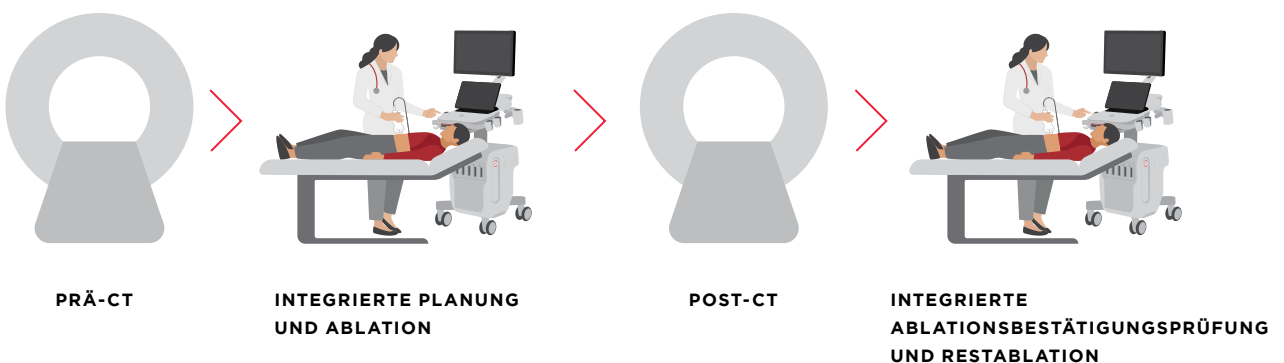 PRÄ-CT
INTEGRIERTE PLANUNG
UND ABLATION
POST-CT
INTEGRIERTE
ABLATIONSBESTÄTIGUNGSPRÜFUNG
UND RESTABLATION